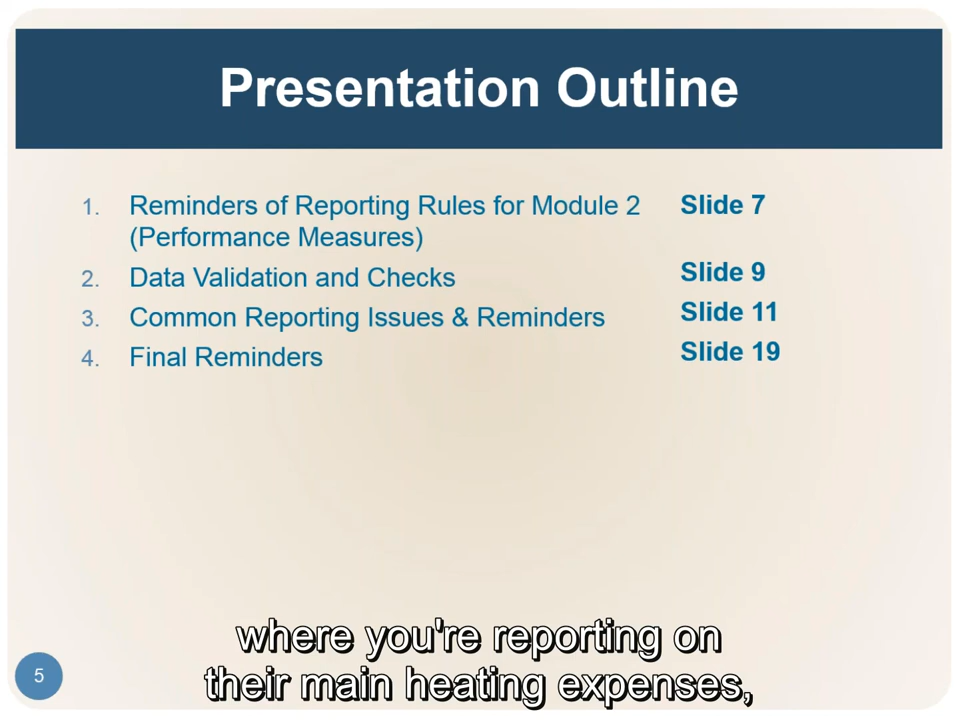 Presentation Outline
1. Reminders of Reporting Rules for Module 2 Slide 7
(Performance Measures)
2. Data Validation and Checks Slide 9
3. Common Reporting Issues & Reminders Slide 11
4. Final Reminders Slide 19
where you're reporting on
their main heating expenses,
5